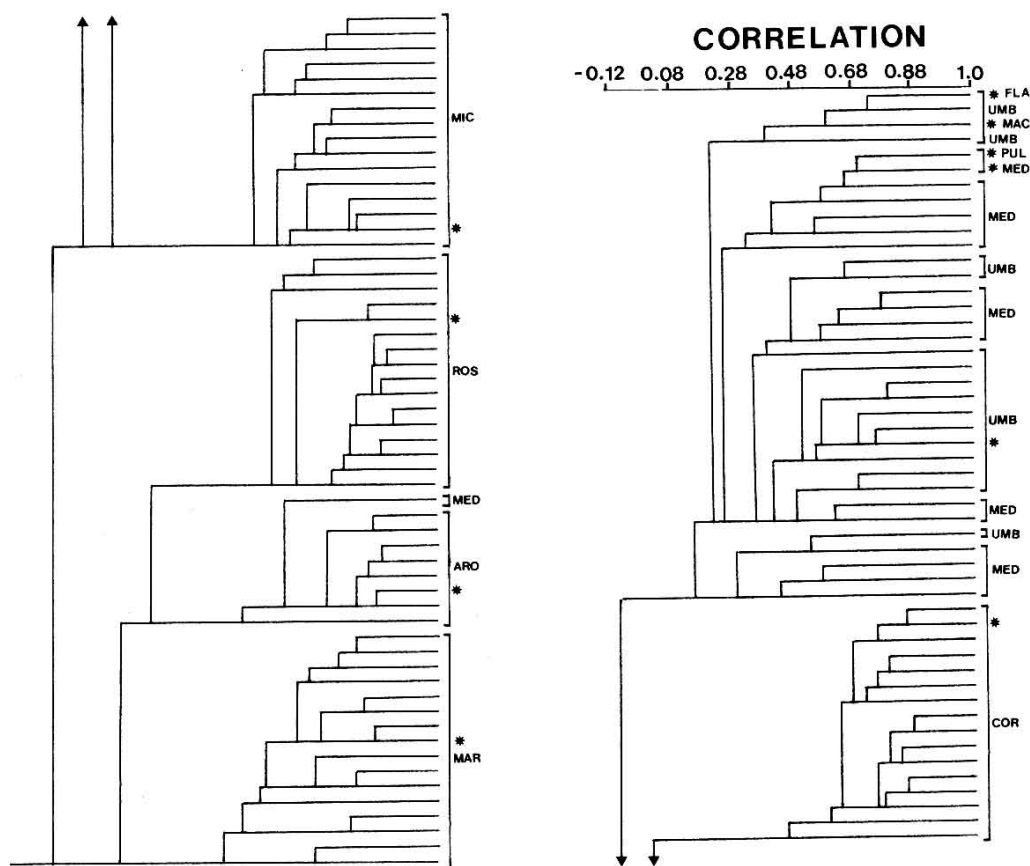 MIC
*
*
ROS
MED
ARO
*
*
MAR
CORRELATION
-0.12 0.08 0.28 0.48 0.68 0.88 1.0
* FLA
UMB
* MAC
UMB
* PUL
* MED
MED
UMB
MED
UMB
*
MED
UMB
MED
*
COR